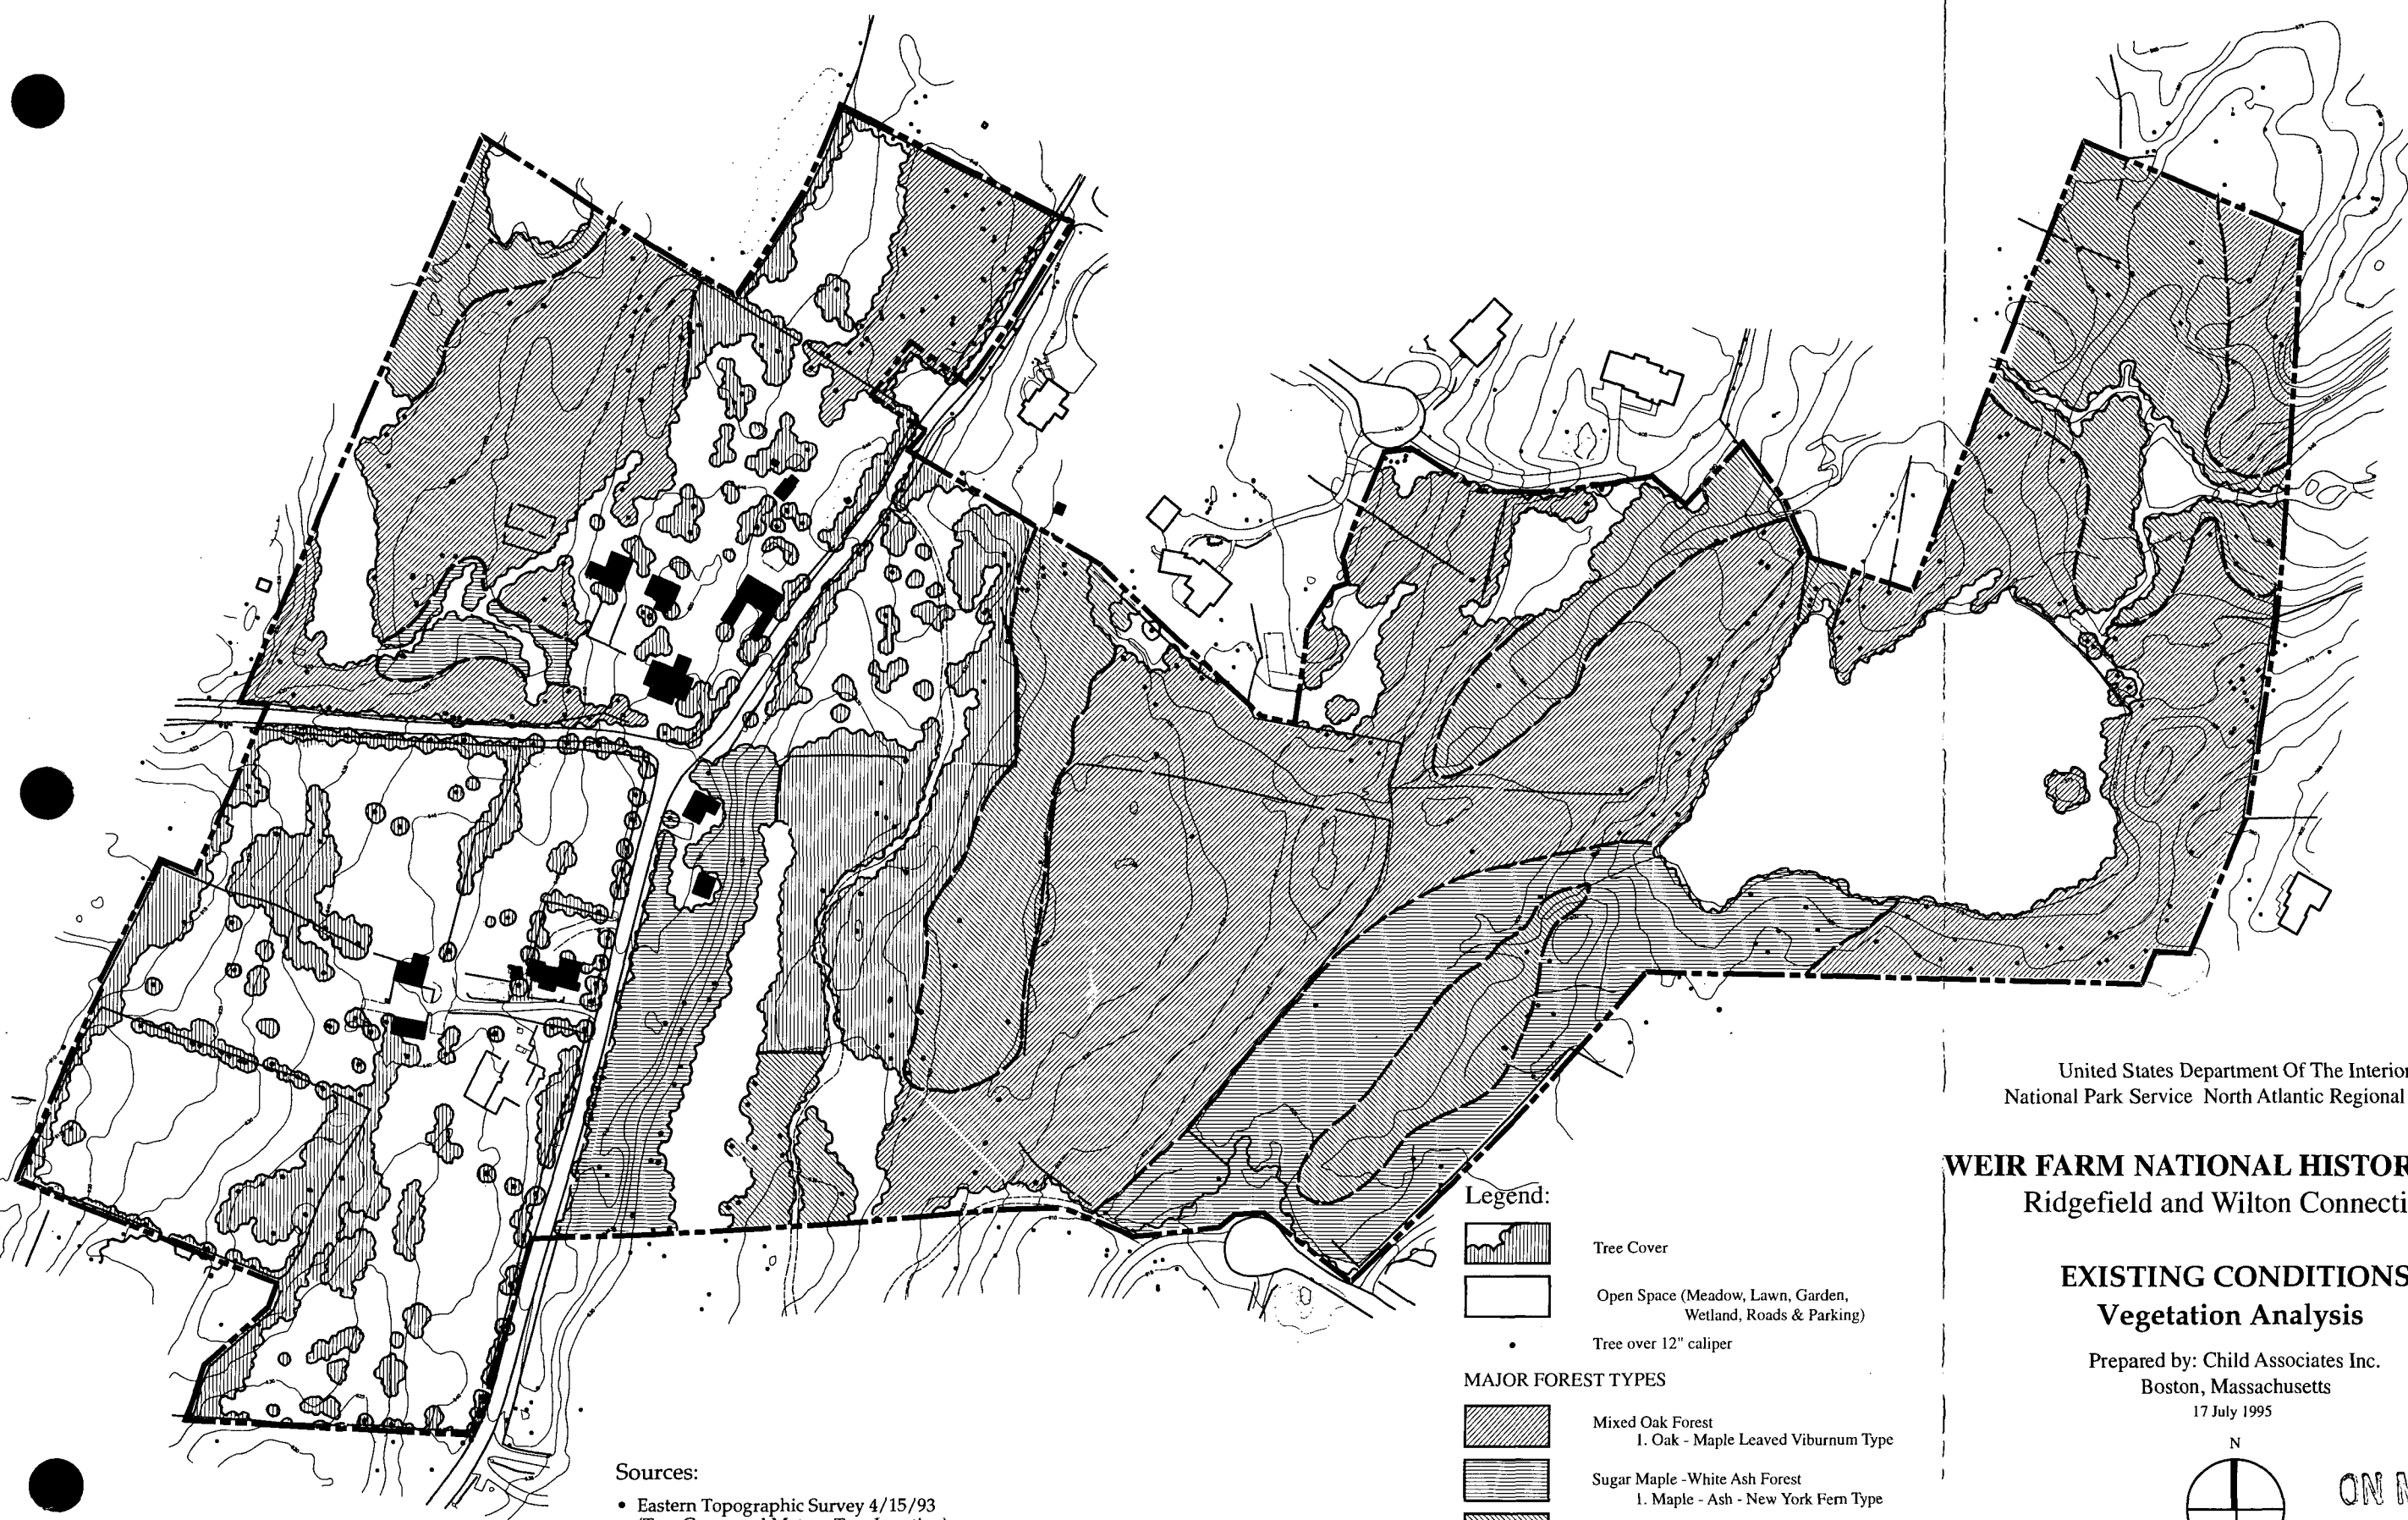 United States Department Of The Interior
National Park Service North Atlantic Regional
WEIR FARM NATIONAL HISTOR
Ridgefield and Wilton Connecti
EXISTING CONDITIONS
Vegetation Analysis
Prepared by: Child Associates Inc.
Boston, Massachusetts
17 July 1995
N
ON M
Legend:
Tree Cover
Open Space (Meadow, Lawn, Garden,
Wetland, Roads & Parking)
Tree over 12" caliper
MAJOR FOREST TYPES
Mixed Oak Forest
1. Oak - Maple Leaved Viburnum Type
Sugar Maple -White Ash Forest
1. Maple - Ash - New York Fern Type
Sources:
• Eastern Topographic Survey 4/15/93